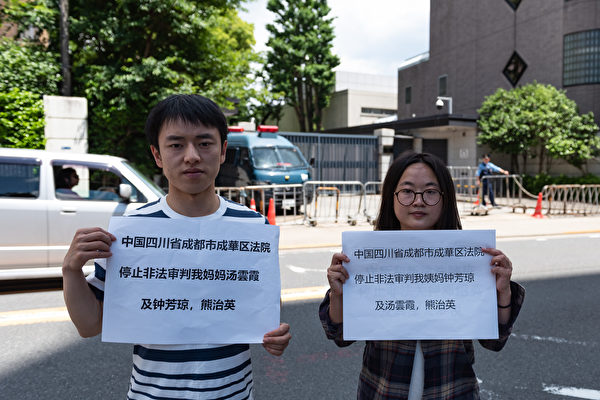 中国四川省成都市成華区法院
停止非法审判我妈妈汤雲霞
及钟芳琼，熊治英
中国四川省成都市成華区法院
停止非法审判我姨妈钟芳琼
及汤雲霞，熊治英